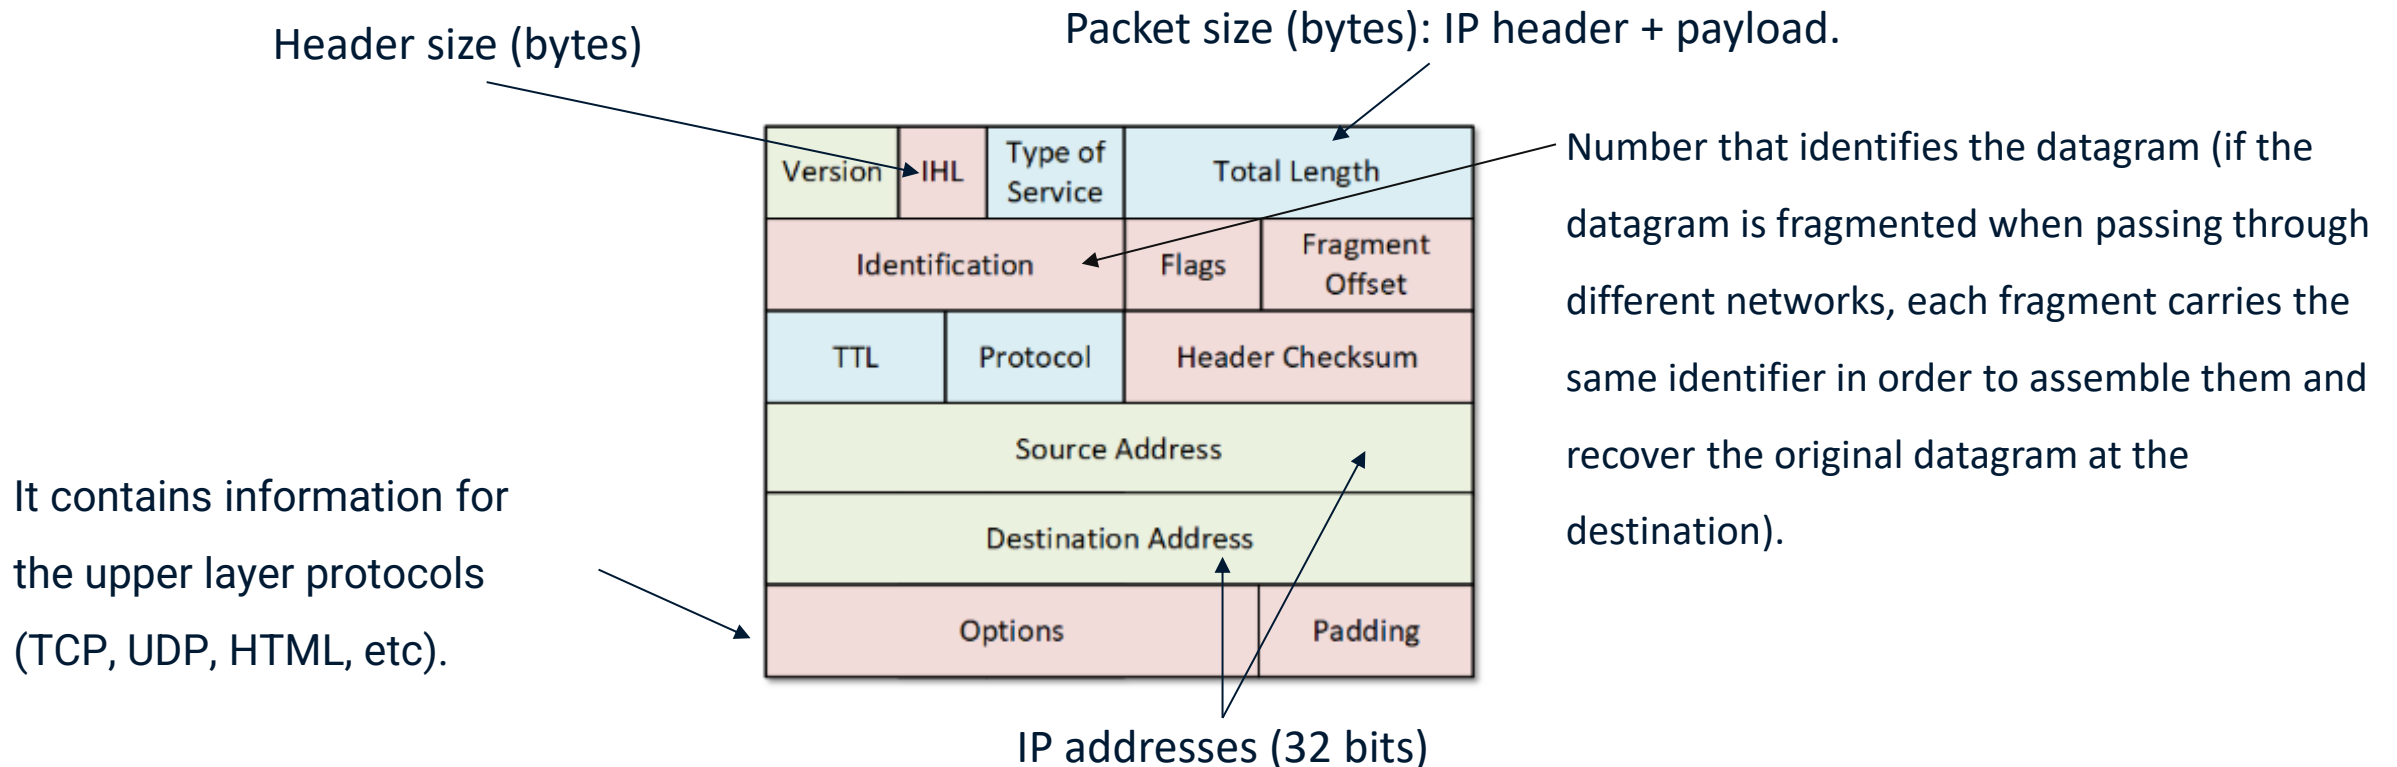 Header size (bytes)
Packet size (bytes): IP header + payload.
Version
IHL
Type of
Service
Total Length
Identification
Flags
Fragment
Offset
TTL
Protocol
Header Checksum
Source Address
Destination Address
Options
Padding
Number that identifies the datagram (if the
datagram is fragmented when passing through
different networks, each fragment carries the
same identifier in order to assemble them and
recover the original datagram at the
destination).
It contains information for
the upper layer protocols
(TCP, UDP, HTML, etc).
IP addresses (32 bits)